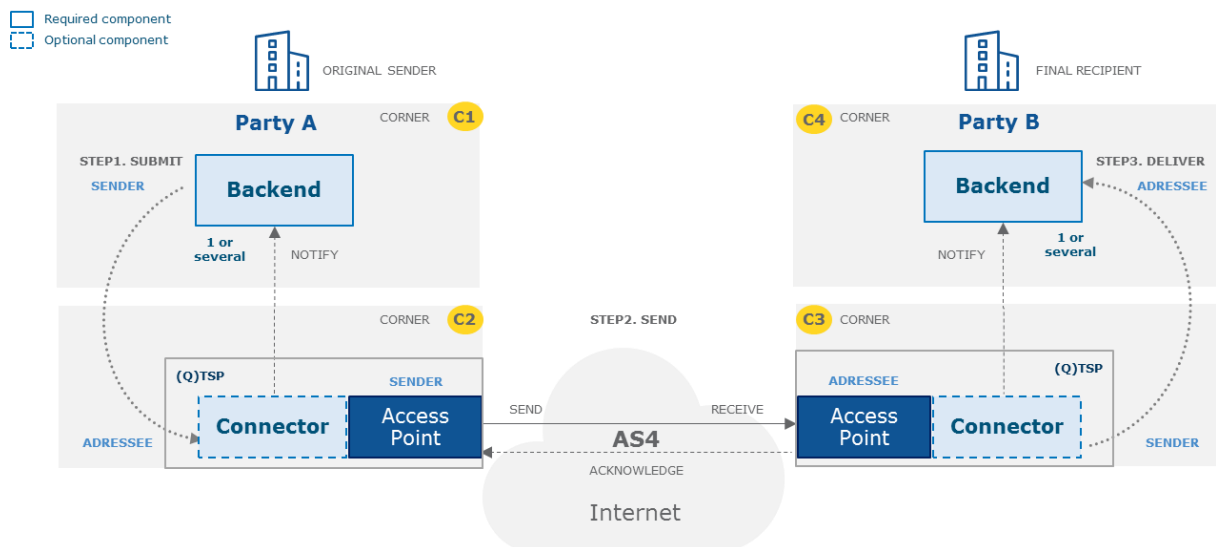 Required component
Optional component
ORIGINAL SENDER
FINAL RECIPIENT
CORNER
C1
Party A
STEP1. SUBMIT
SENDER
Backend
1 or
several
NOTIFY
C4
CORNER
Party B
STEP3. DELIVER
ADRESSEE
Backend
1 or
several
NOTIFY
CORNER
C2
(Q)TSP
SENDER
Connector
Access
Point
ADRESSEE
STEP2. SEND
SEND
RECEIVE
AS4
ACKNOWLEDGE
Internet
C3
CORNER
(Q)TSP
ADRESSEE
Access
Point
Connector
SENDER